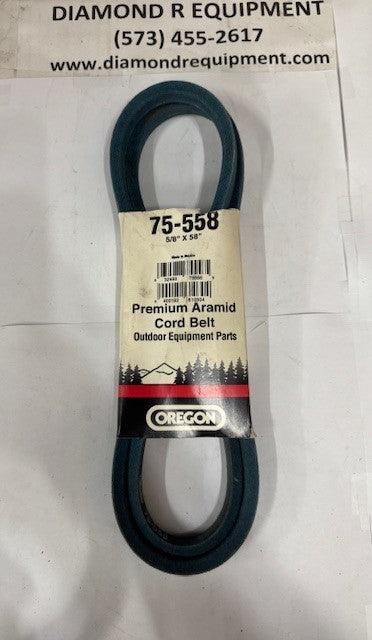 DIAMOND R EQUIPMENT
(573) 455-2617
www.diamondrequipment.com
75-558
5/8" X 58"
Made in Mexico
Premium Aramid
Cord Belt
Outdoor Equipment Parts
OREGON